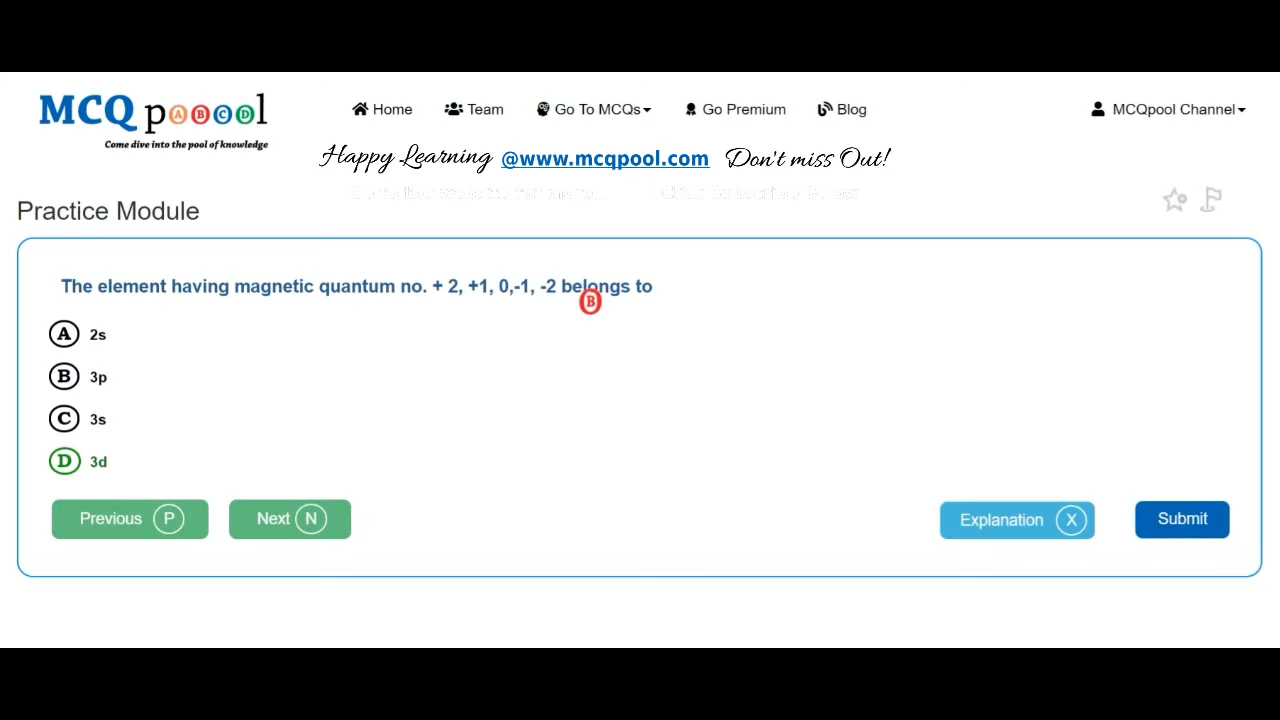 MCQ pooool
Come dive into the pool of knowledge
Home Team Go To MCQs Go Premium Blog MCQpool Channel
Happy Learning @www.mcqpool.com Don't miss Out!
Practice Module
The element having magnetic quantum no. + 2, +1, 0,-1, -2 belongs to
B
A 2s
B 3p
C 3s
D 3d
Previous P Next N Explanation X Submit